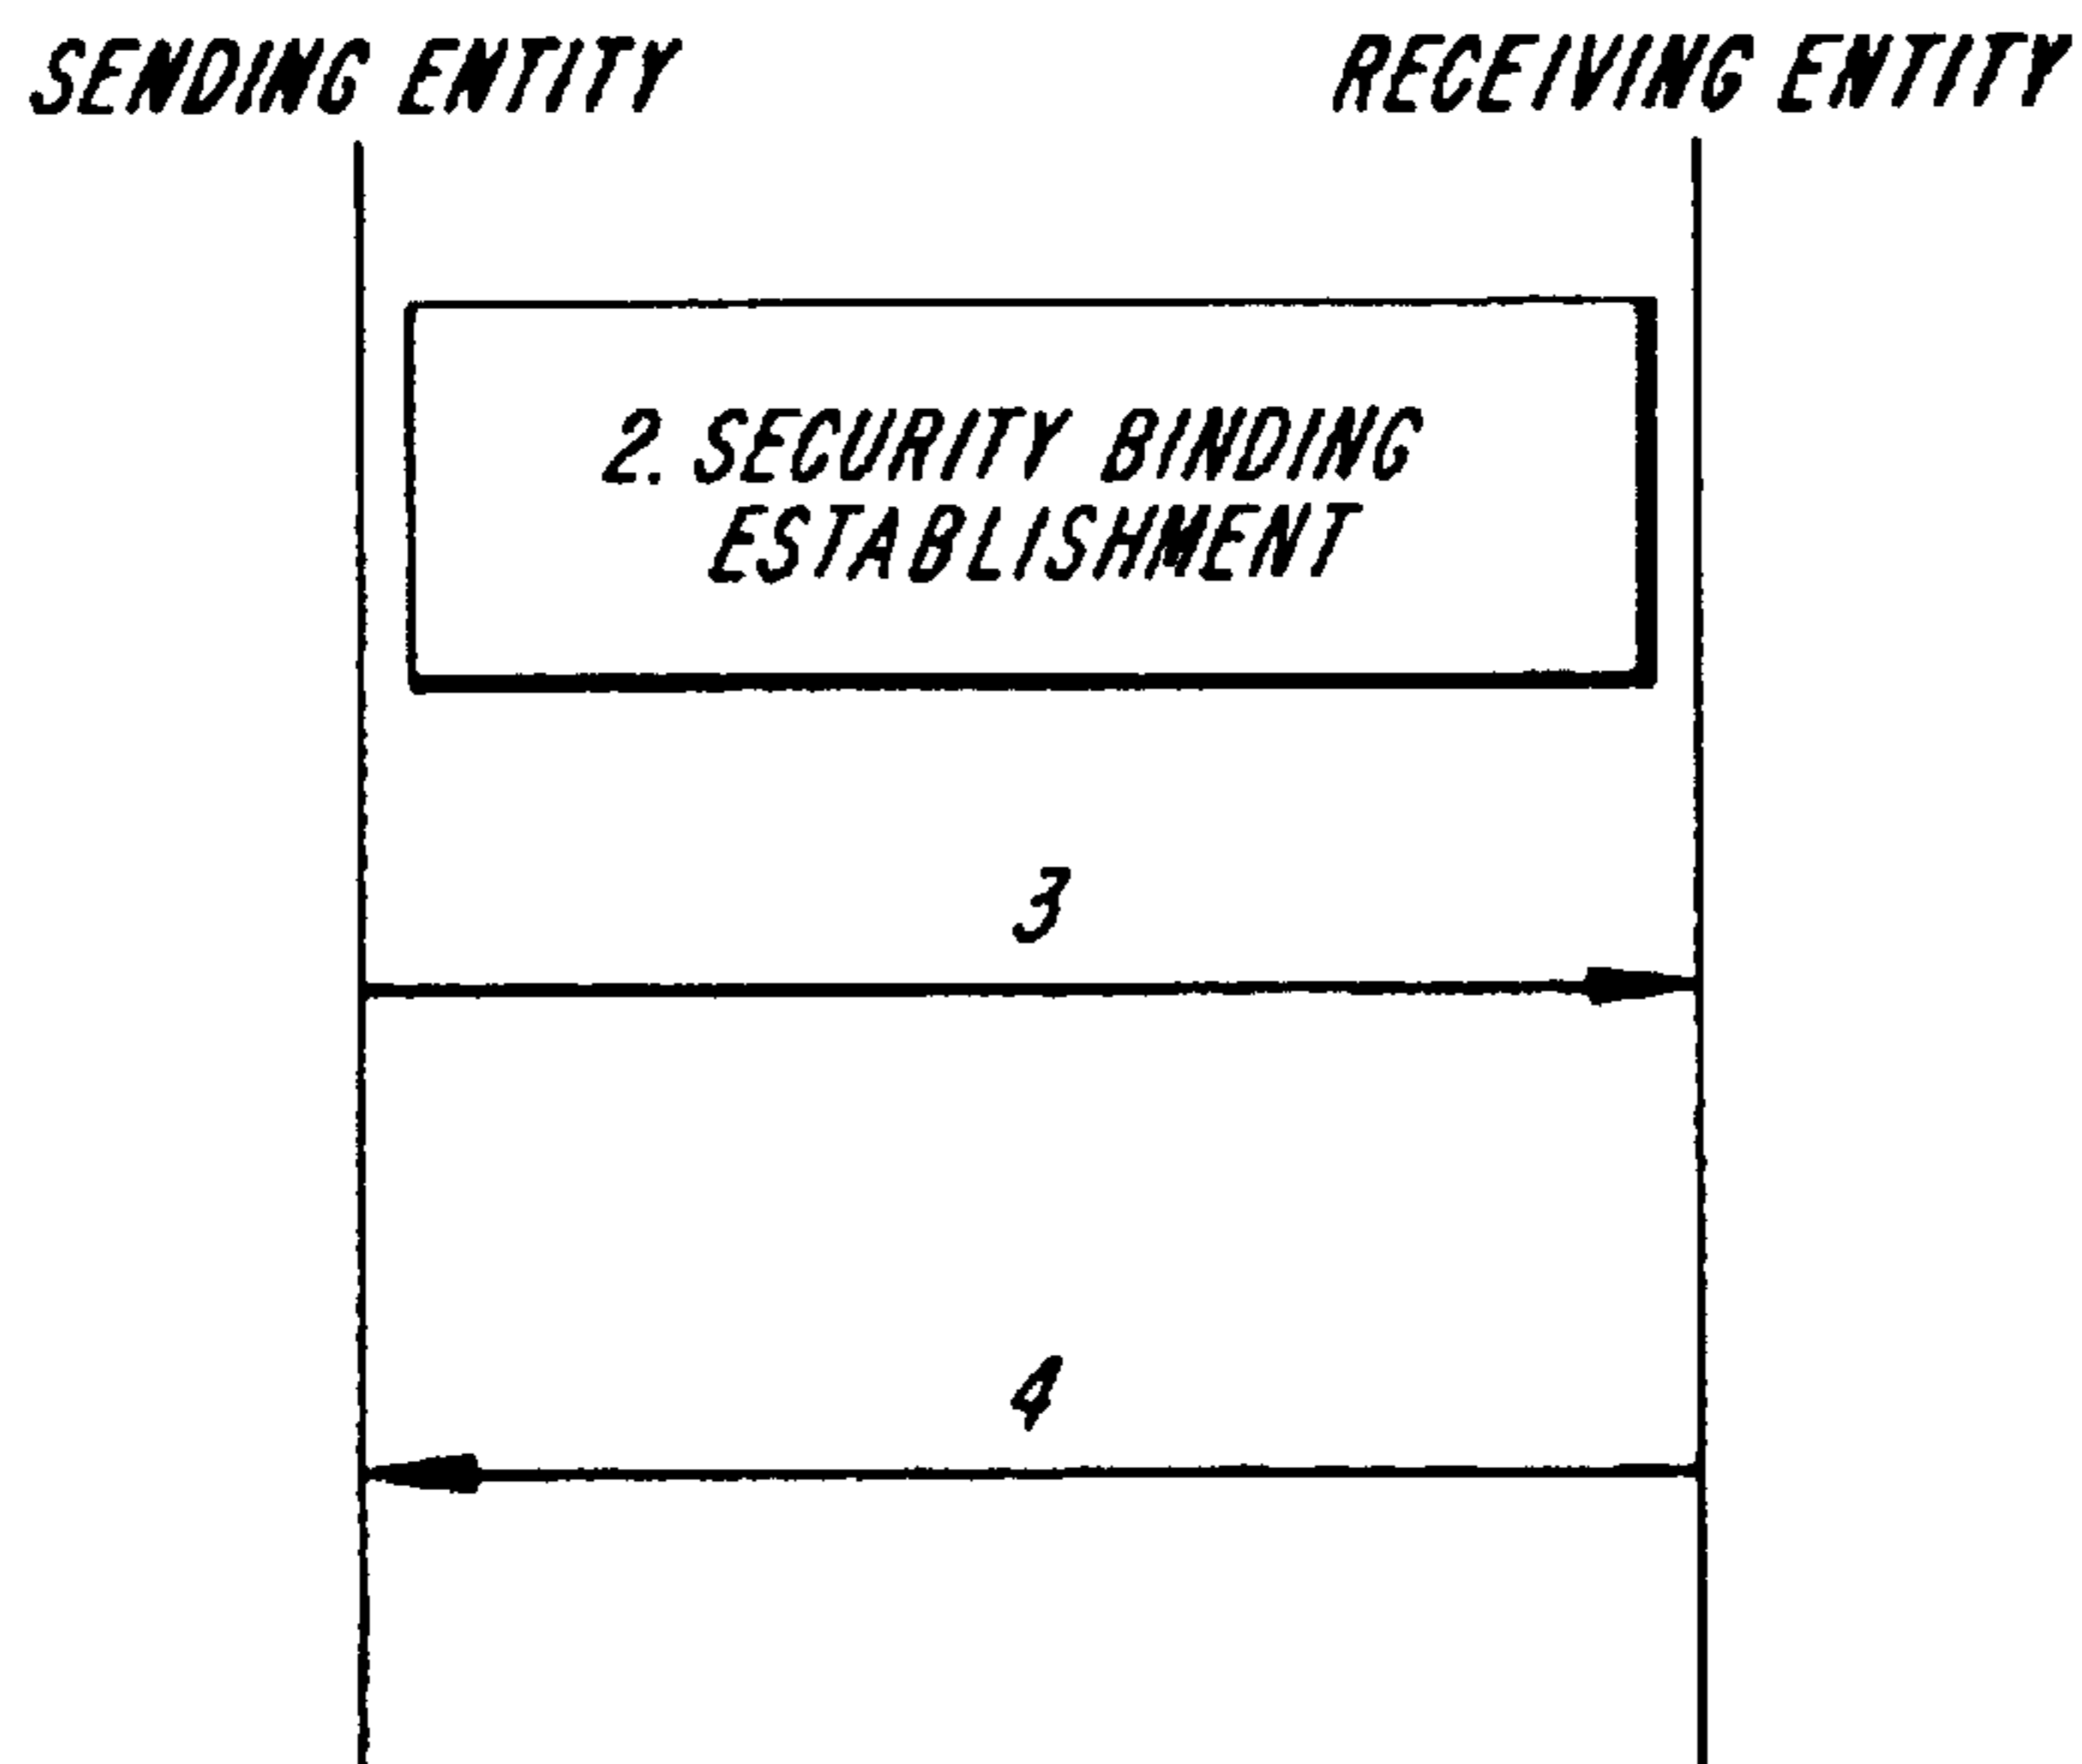 SENDING ENTITY
RECEIVING ENTITY
2. SECURITY BINDING
ESTABLISHMENT
3
4